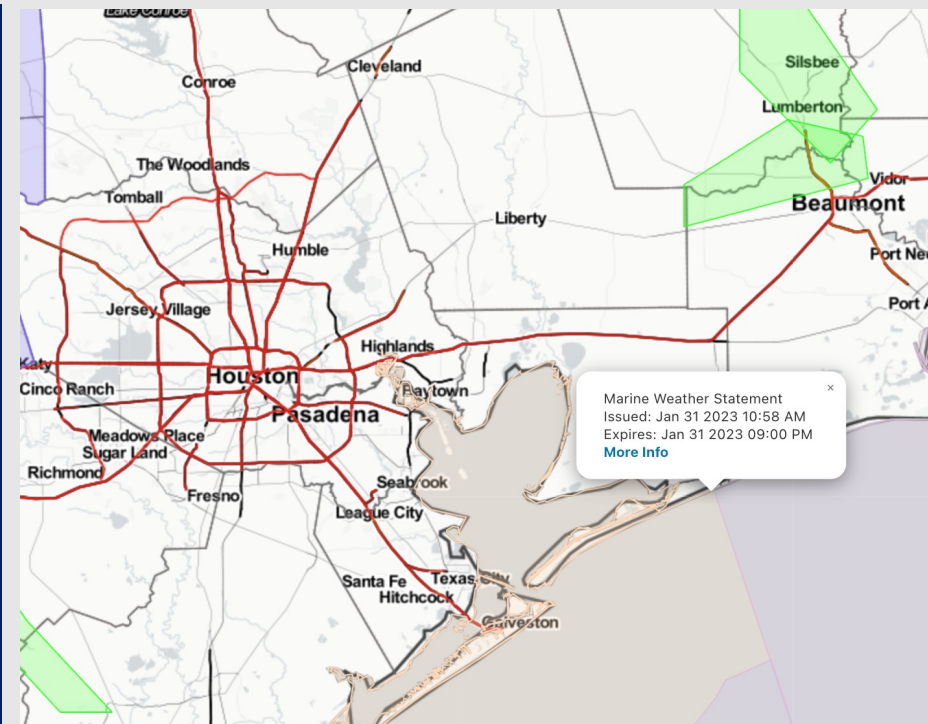 Lake Conroe
Cleveland
Silsbee
Conroe
Lumberton
The Woodlands
Vidor
Tomball
Beaumont
Liberty
Humble
Port
Jersey Village
Port
Highlands
Katy
Houston
Cinco Ranch
Baytown
Pasadena
×
Marine Weather Statement
Issued: Jan 31 2023 10:58 AM
Expires: Jan 31 2023 09:00 PM
More Info
Meadows Place
Sugar Land
Richmond
Seabrook
Fresno
League City
Santa Fe
Texas City
Hitchcock
Galveston